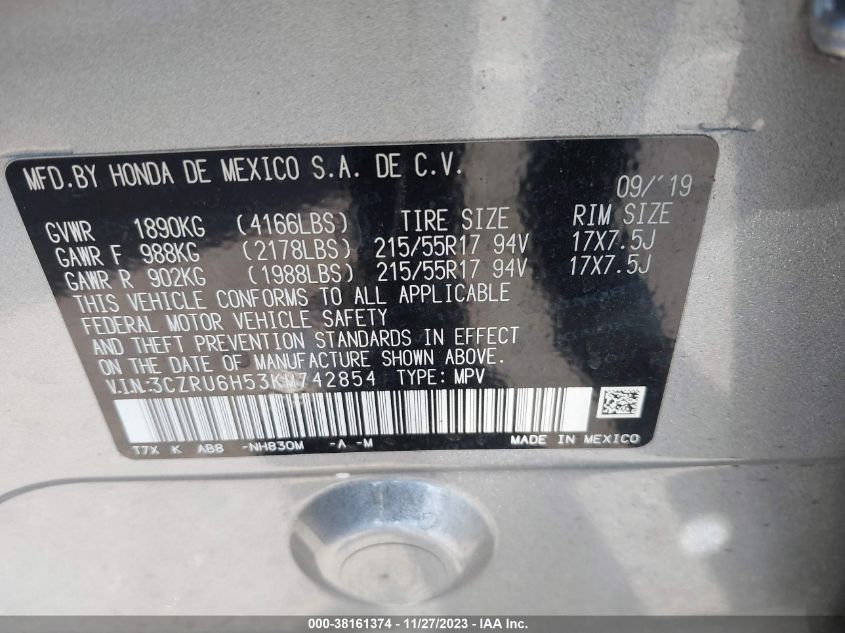 MFD.BY HONDA DE MEXICO S.A. DE C.V.
09/'19
GVWR 1890KG (4166LBS) TIRE SIZE RIM SIZE
GAWR F 988KG (2178LBS) 215/55R17 94V 17X7.5J
GAWR R 902KG (1988LBS) 215/55R17 94V 17X7.5J
THIS VEHICLE CONFORMS TO ALL APPLICABLE
FEDERAL MOTOR VEHICLE SAFETY
AND THEFT PREVENTION STANDARDS IN EFFECT
ON THE DATE OF MANUFACTURE SHOWN ABOVE.
V.I.N:3CZRU6H53KM742854 TYPE: MPV
T7X K AB8 -NH830M -A -M MADE IN MEXICO
000-38161374 - 11/27/2023 - IAA Inc.